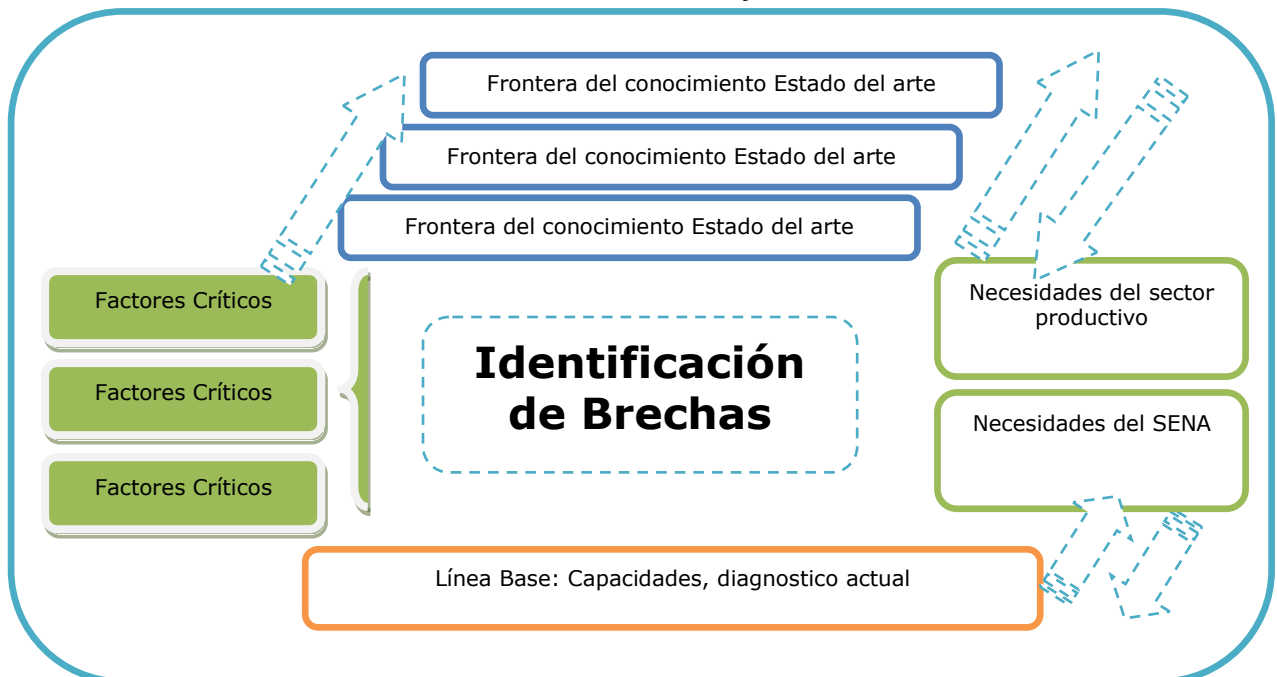 Frontera del conocimiento Estado del arte
Frontera del conocimiento Estado del arte
Frontera del conocimiento Estado del arte
Factores Críticos
Factores Críticos
Factores Críticos
Identificación
de Brechas
Necesidades del sector
productivo
Necesidades del SENA
Línea Base: Capacidades, diagnostico actual